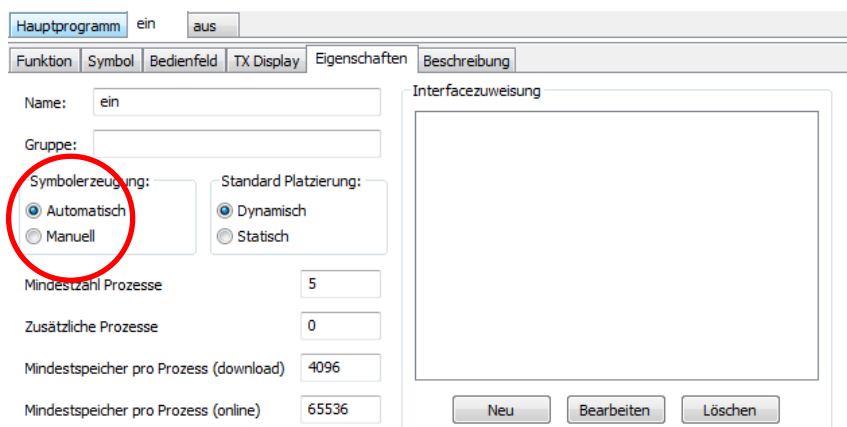 Hauptprogramm ein aus
Funktion Symbol Bedienfeld TX Display Eigenschaften Beschreibung
Name: ein
Gruppe:
Symbolerzeugung: Standard Platzierung:
Automatisch Dynamisch
Manuell Statisch
Mindestzahl Prozesse 5
Zusätzliche Prozesse 0
Mindestspeicher pro Prozess (download) 4096
Mindestspeicher pro Prozess (online) 65536
Interfacezuweisung
Neu Bearbeiten Löschen